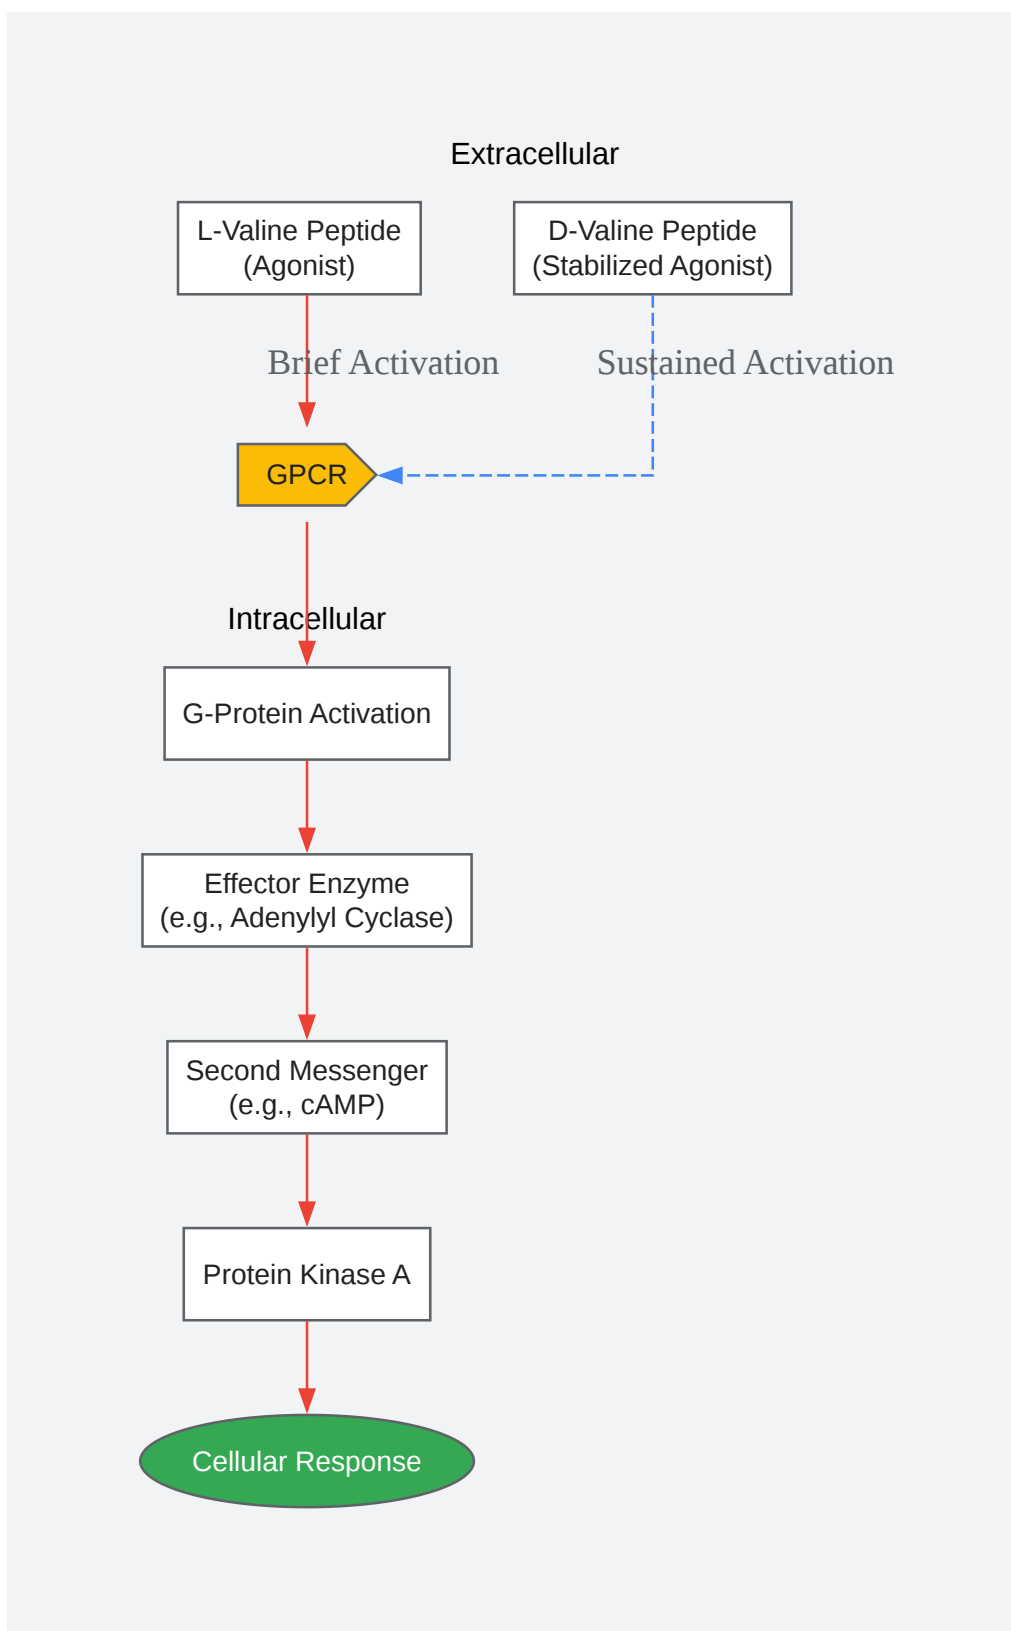 Extracellular
L-Valine Peptide
(Agonist)
D-Valine Peptide
(Stabilized Agonist)
Brief Activation
Sustained Activation
GPCR
Intracellular
G-Protein Activation
Effector Enzyme
(e.g., Adenylyl Cyclase)
Second Messenger
(e.g., cAMP)
Protein Kinase A
Cellular Response